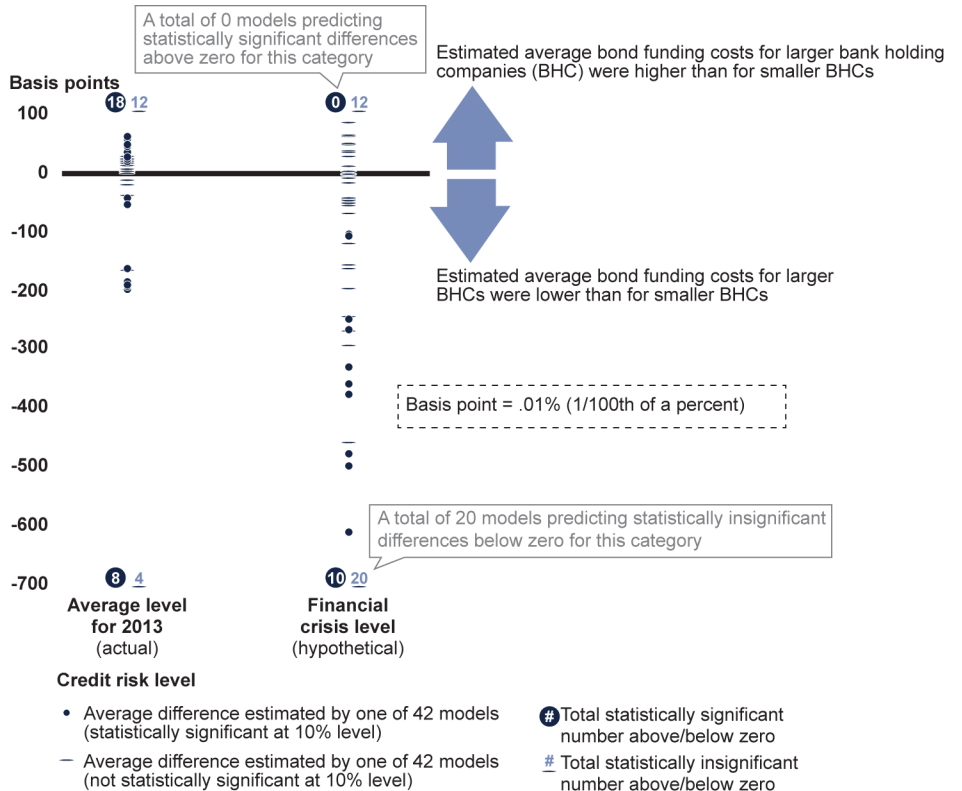 A total of 0 models predicting
statistically significant differences
above zero for this category
Estimated average bond funding costs for larger bank holding
companies (BHC) were higher than for smaller BHCs
Basis points
18 12
0 12
100
0
-100
Estimated average bond funding costs for larger
BHCs were lower than for smaller BHCs
-200
-300
-400
Basis point = .01% (1/100th of a percent)
-500
-600
A total of 20 models predicting statistically insignificant
differences below zero for this category
-700
8 4
10 20
Average level
for 2013
(actual)
Financial
crisis level
(hypothetical)
Credit risk level
Average difference estimated by one of 42 models
(statistically significant at 10% level)
Average difference estimated by one of 42 models
(not statistically significant at 10% level)
# Total statistically significant
number above/below zero
# Total statistically insignificant
number above/below zero